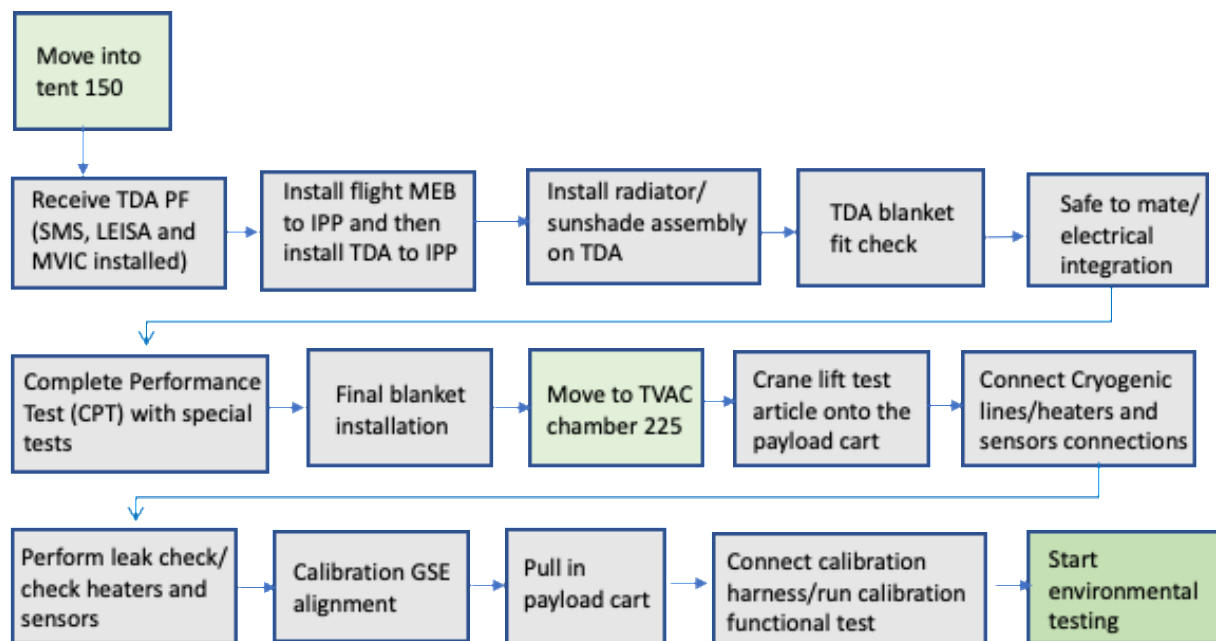 Move into
tent 150
Receive TDA PF
(SMS, LEISA and
MVIC installed)
Install flight MEB
to IPP and then
install TDA to IPP
Install radiator/
sunshade assembly
on TDA
TDA blanket
fit check
Safe to mate/
electrical
integration
Complete Performance
Test (CPT) with special
tests
Final blanket
installation
Move to TVAC
chamber 225
Crane lift test
article onto the
payload cart
Connect Cryogenic
lines/heaters and
sensors connections
Perform leak check/
check heaters and
sensors
Calibration GSE
alignment
Pull in
payload cart
Connect calibration
harness/run calibration
functional test
Start
environmental
testing